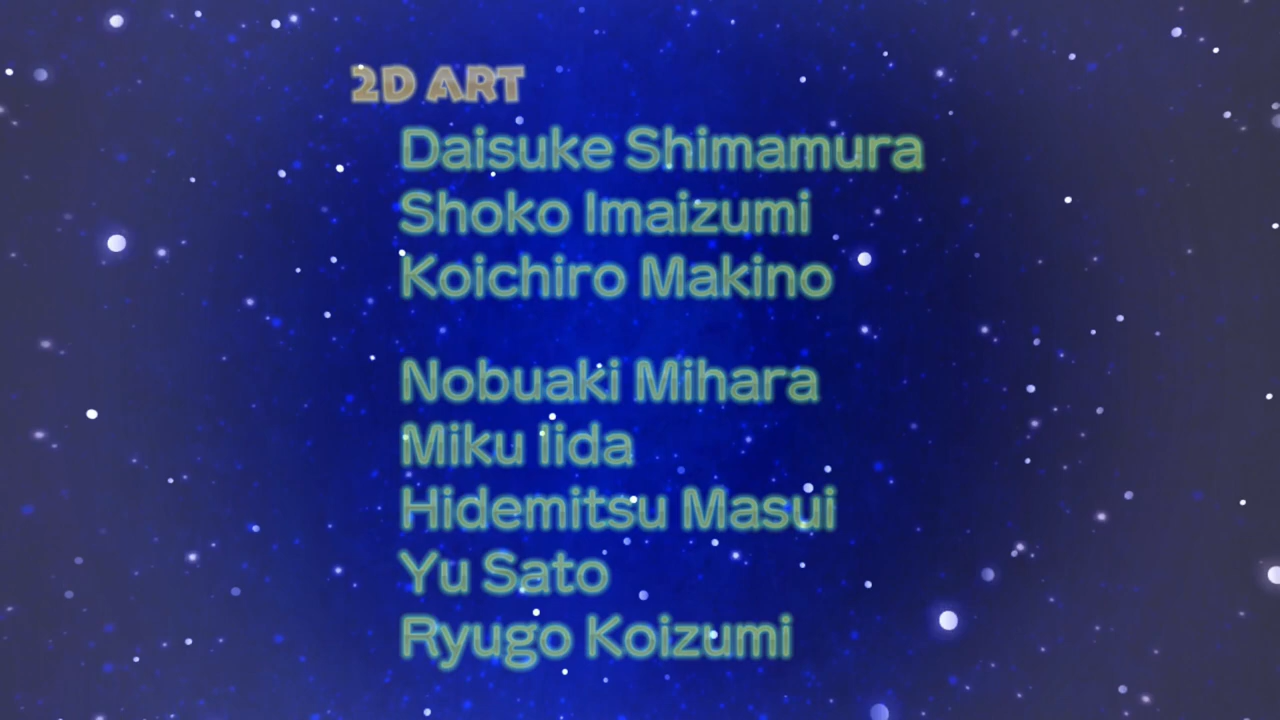 2D ART
Daisuke Shimamura
Shoko Imaizumi
Koichiro Makino
Nobuaki Mihara
Miku Iida
Hidemitsu Masui
Yu Sato
Ryugo Koizumi